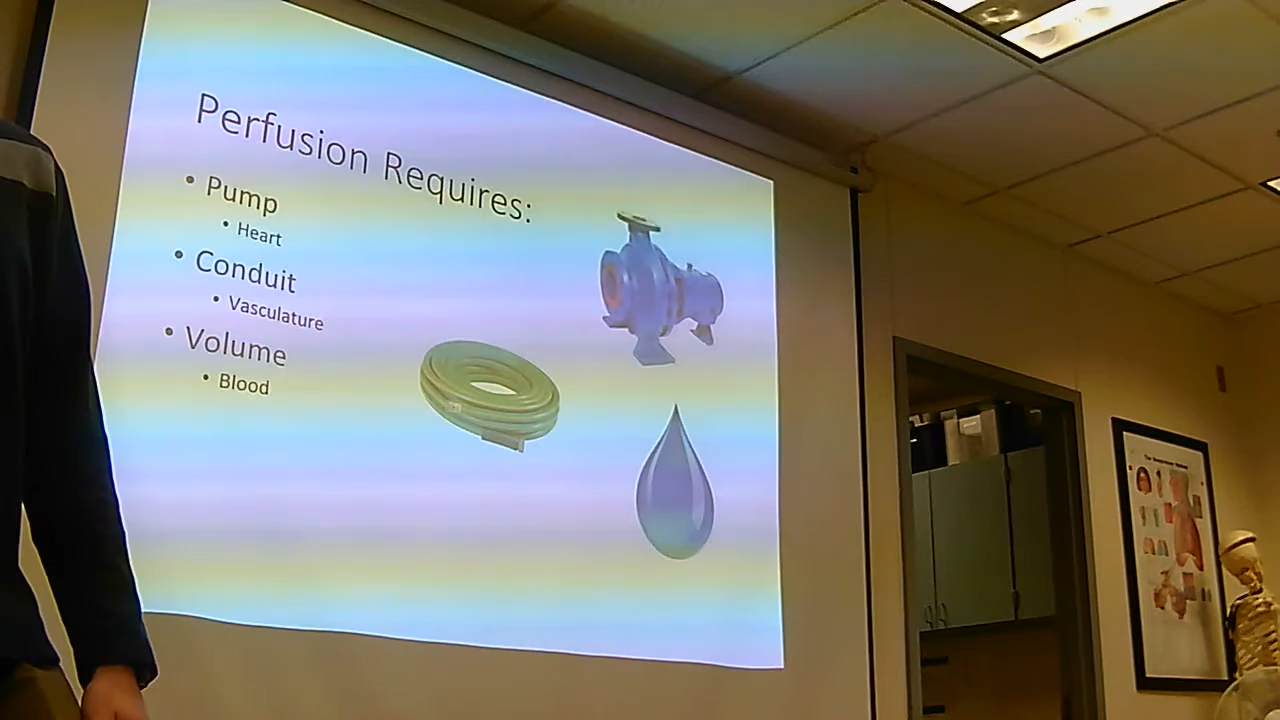 Perfusion Requires:
• Pump
• Heart
• Conduit
• Vasculature
• Volume
• Blood